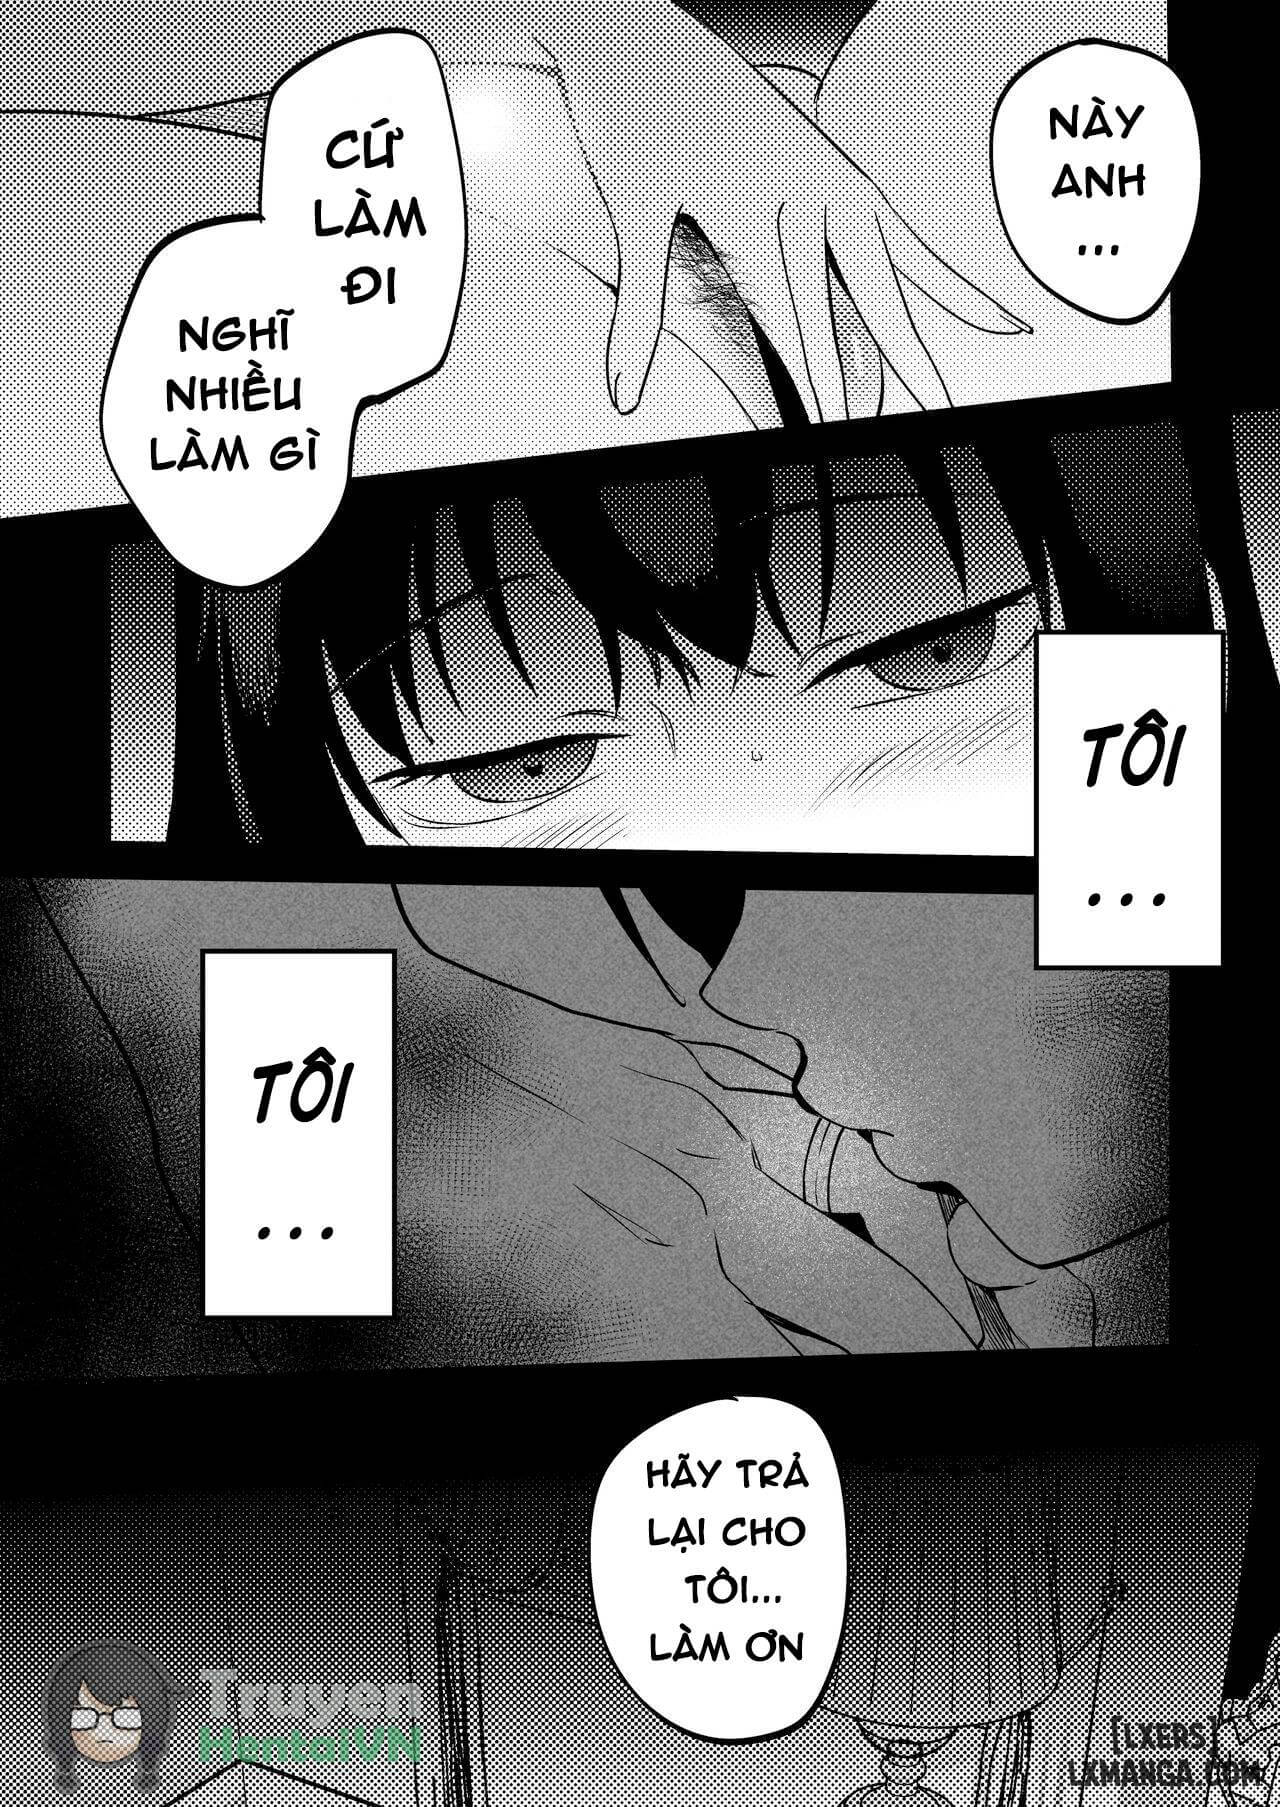 NÀY
ANH
...
CỨ
LÀM
ĐI
NGHĨ
NHIỀU
LÀM GÌ
TÔI
...
TÔI
...
HÃY TRẢ
LẠI CHO
TÔI...
LÀM ƠN
Truyen
HentaiVN
[LXERS]
LXMANGA.COM